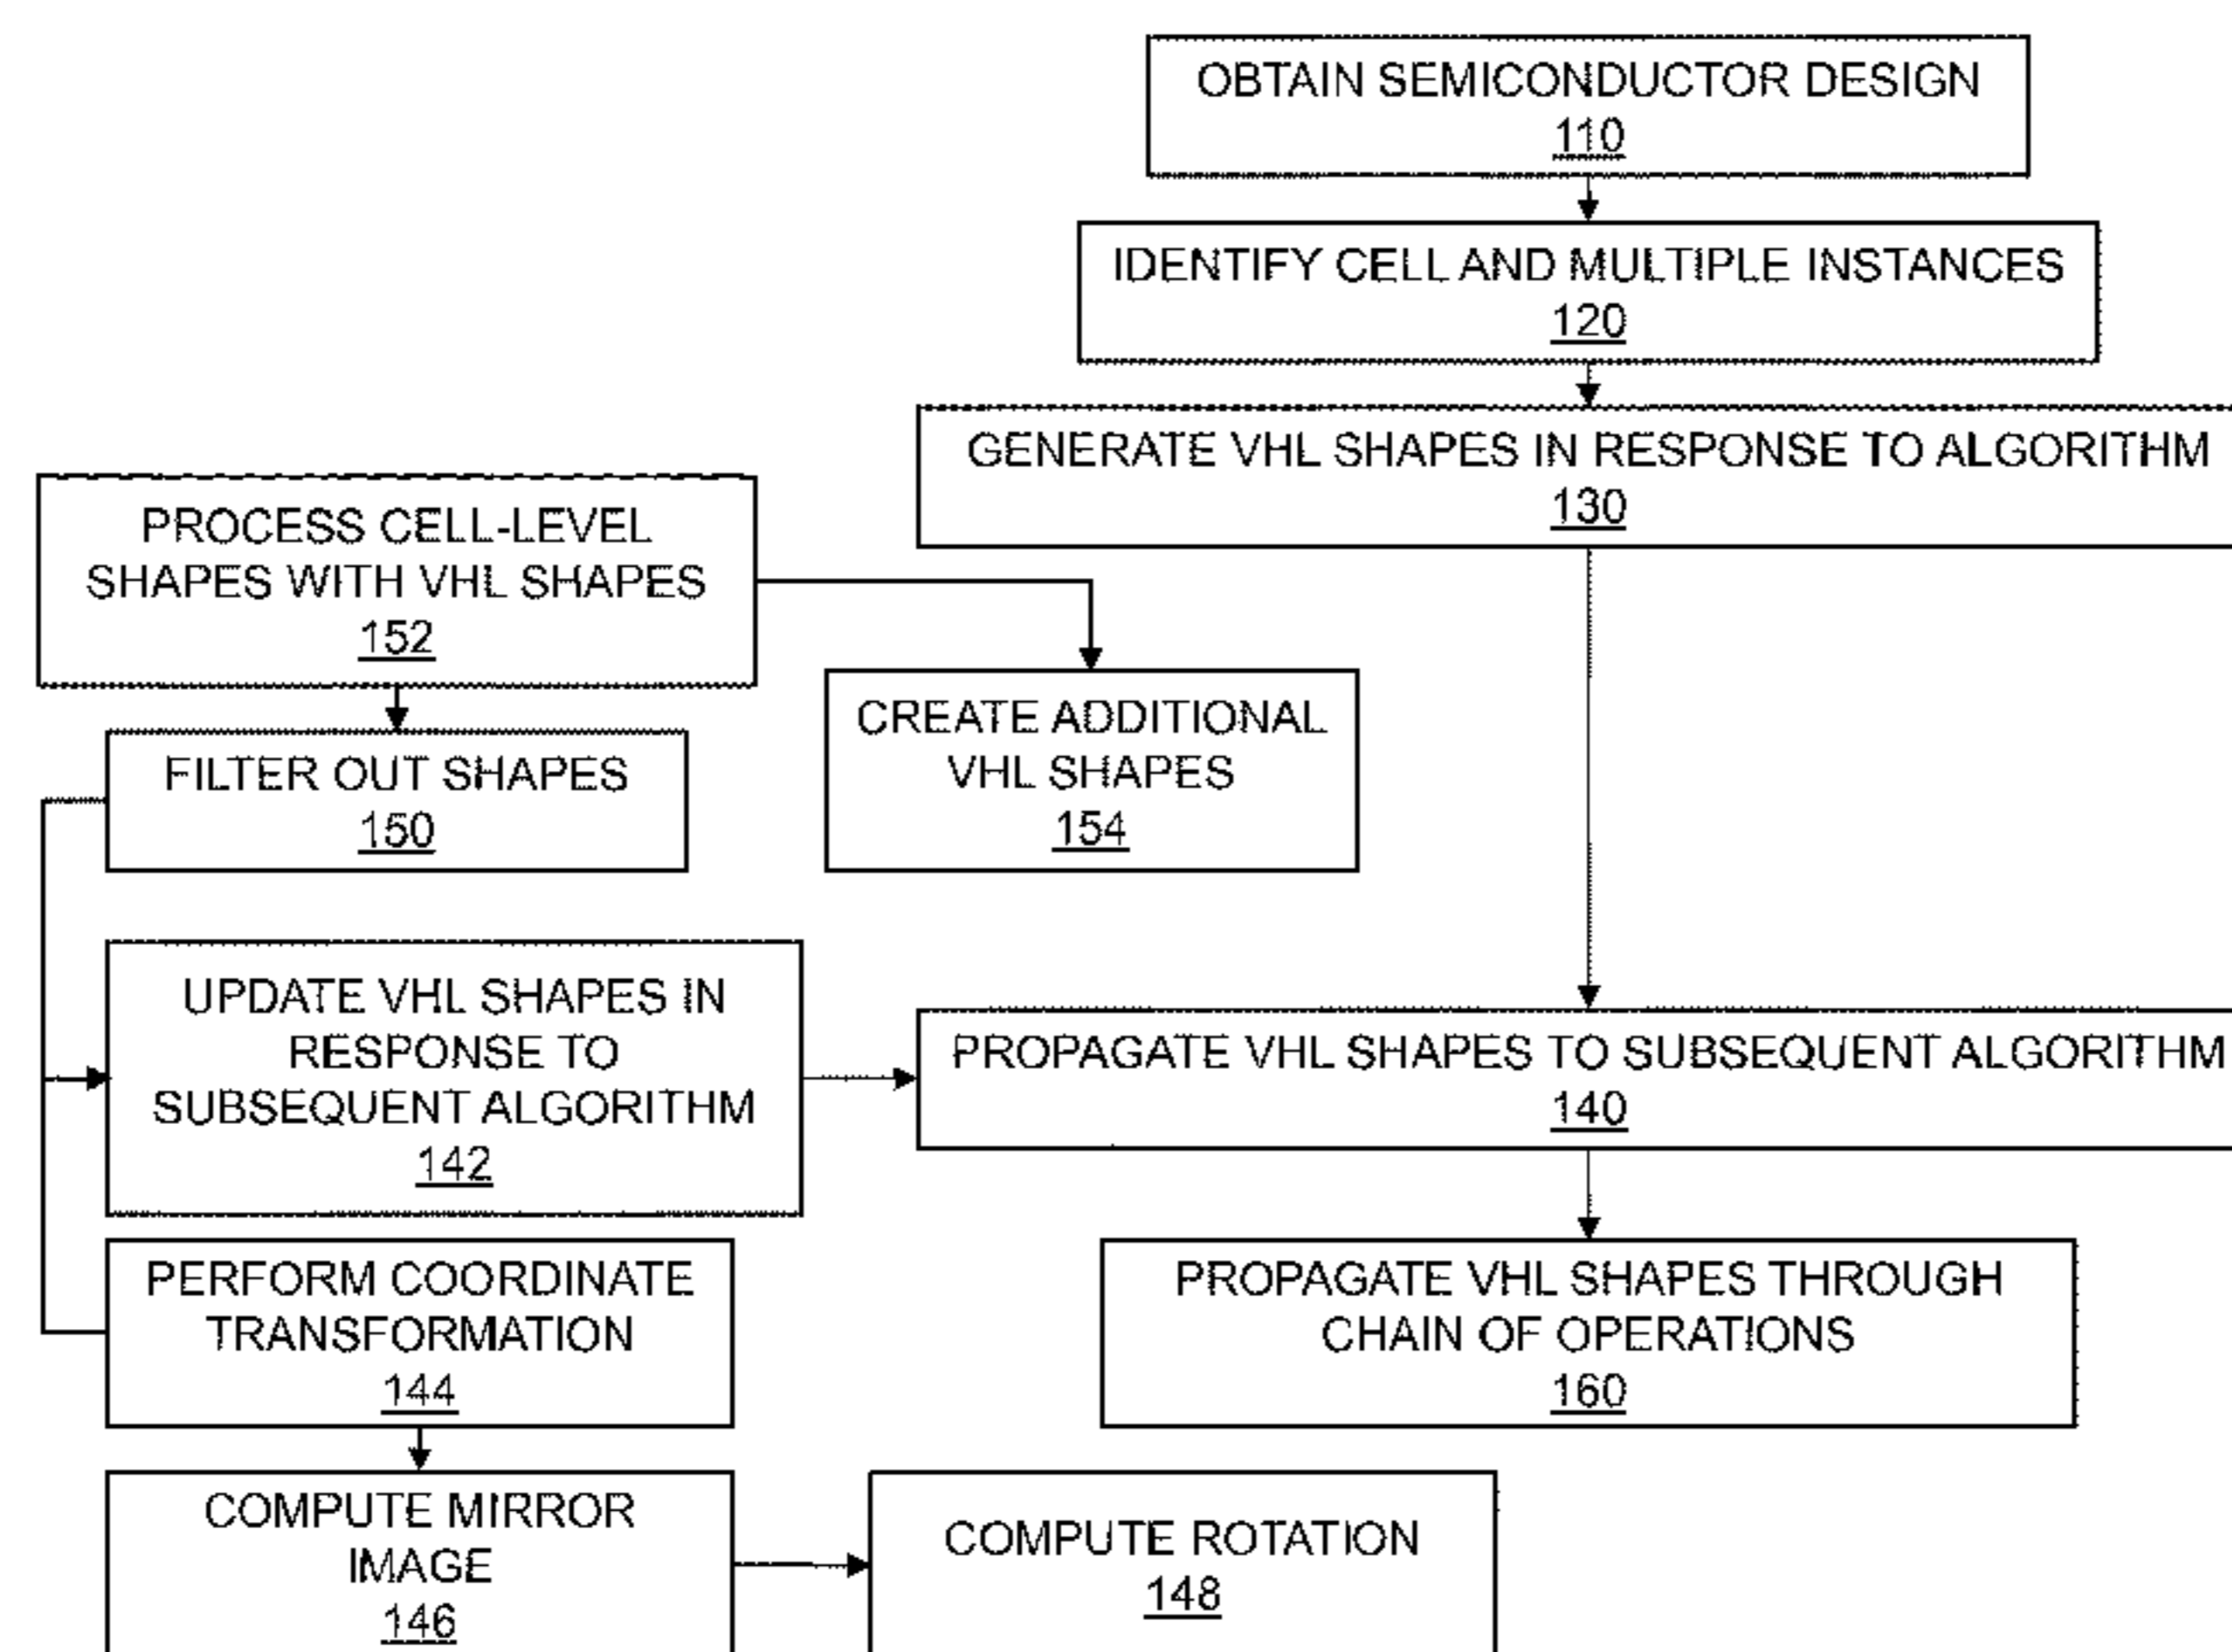 OBTAIN SEMICONDUCTOR DESIGN
110
IDENTIFY CELL AND MULTIPLE INSTANCES
120
GENERATE VHL SHAPES IN RESPONSE TO ALGORITHM
130
PROCESS CELL-LEVEL
SHAPES WITH VHL SHAPES
152
CREATE ADDITIONAL
VHL SHAPES
154
FILTER OUT SHAPES
150
UPDATE VHL SHAPES IN
RESPONSE TO
SUBSEQUENT ALGORITHM
142
PROPAGATE VHL SHAPES TO SUBSEQUENT ALGORITHM
140
PERFORM COORDINATE
TRANSFORMATION
144
PROPAGATE VHL SHAPES THROUGH
CHAIN OF OPERATIONS
160
COMPUTE MIRROR
IMAGE
146
COMPUTE ROTATION
148